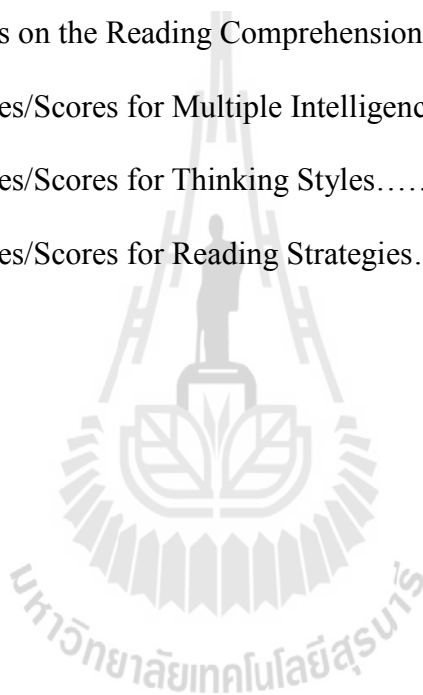 s on the Reading Comprehension
es/Scores for Multiple Intelligenc
es/Scores for Thinking Styles…..
es/Scores for Reading Strategies.
มหาวิทยาลัยเทคโนโลยีสุรนารี